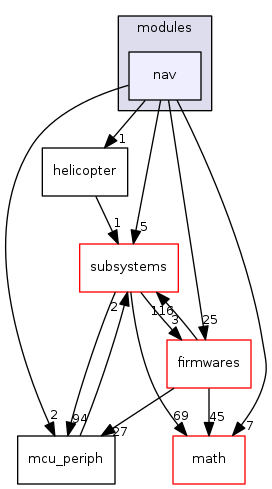 modules
nav
1
helicopter
1
5
subsystems
2
116
3
25
firmwares
2
94
27
69
45
7
mcu_periph
math